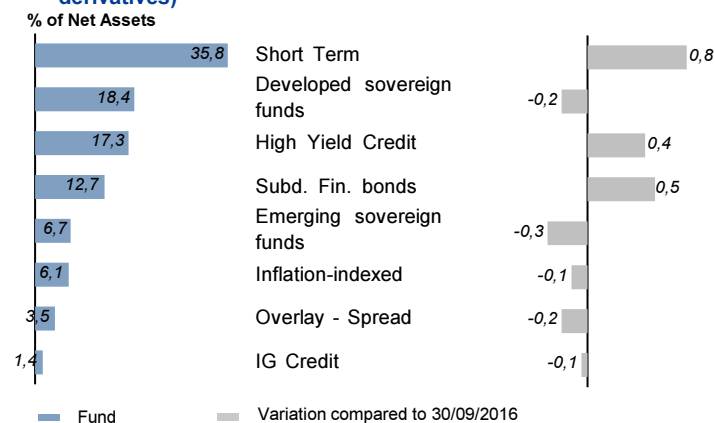 derivatives)
% of Net Assets
35,8 Short Term 0,8
18,4 Developed sovereign funds -0,2
17,3 High Yield Credit 0,4
12,7 Subd. Fin. bonds 0,5
6,7 Emerging sovereign funds -0,3
6,1 Inflation-indexed -0,1
3,5 Overlay - Spread -0,2
1,4 IG Credit -0,1
Fund Variation compared to 30/09/2016